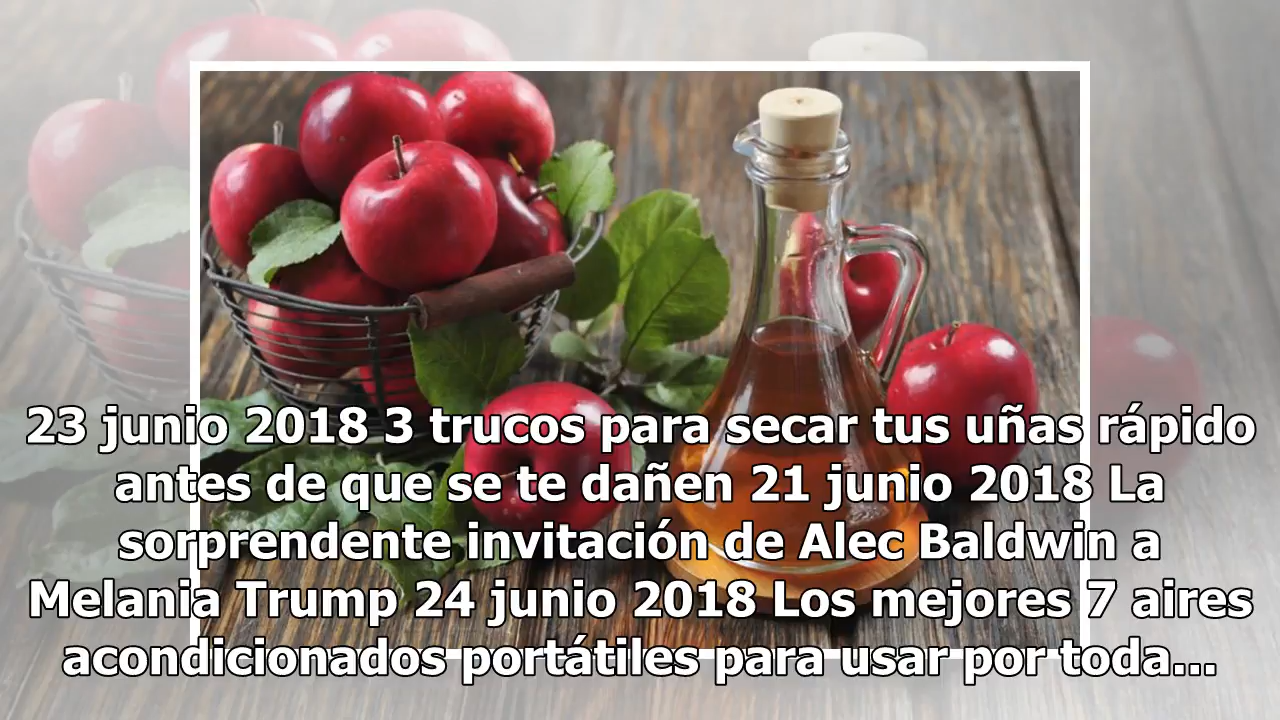 23 junio 2018 3 trucos para secar tus uñas rápido
antes de que se te dañen 21 junio 2018 La
sorprendente invitación de Alec Baldwin a
Melania Trump 24 junio 2018 Los mejores 7 aires
acondicionados portátiles para usar por toda...